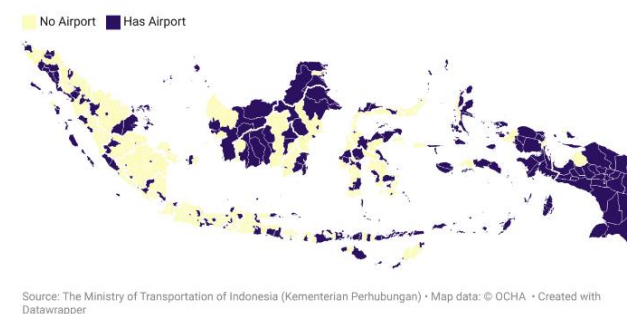 No Airport Has Airport
Source: The Ministry of Transportation of Indonesia (Kementerian Perhubungan) • Map data: © OCHA • Created with
Datawrapper